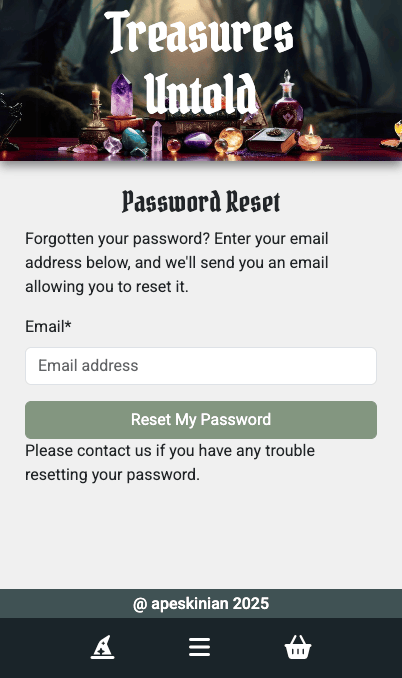 Treasures
Untold
Password Reset
Forgotten your password? Enter your email
address below, and we'll send you an email
allowing you to reset it.
Email*
Email address
Reset My Password
Please contact us if you have any trouble
resetting your password.
@ apeskinian 2025